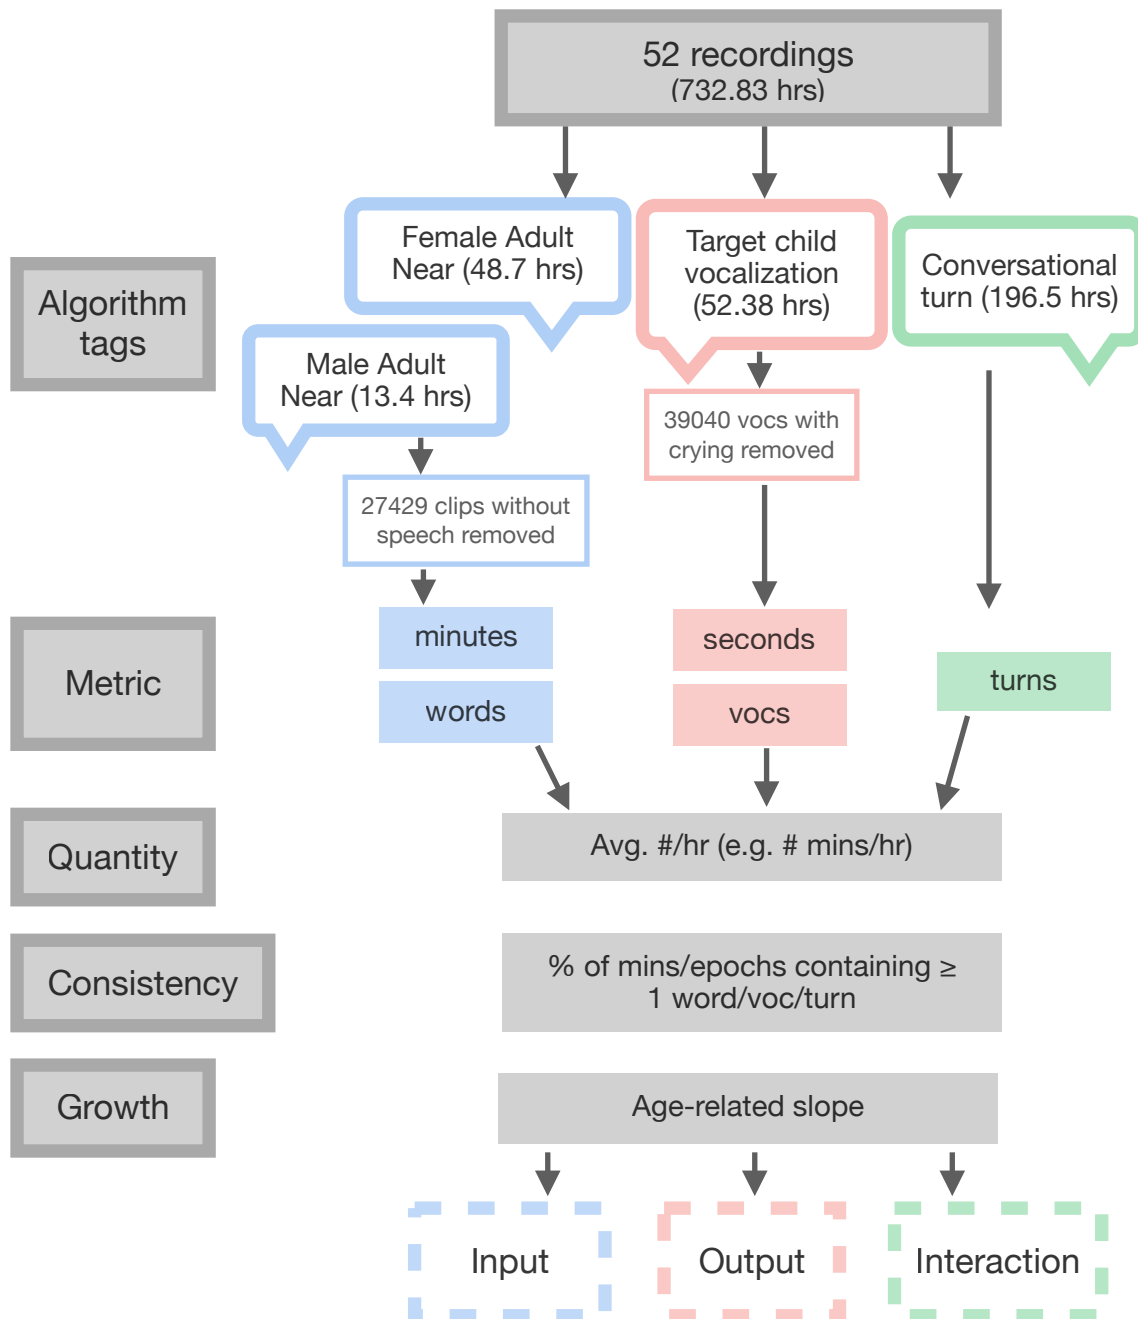 52 recordings
(732.83 hrs)
Algorithm
tags
Female Adult
Near (48.7 hrs)
Male Adult
Near (13.4 hrs)
27429 clips without
speech removed
Target child
vocalization
(52.38 hrs)
39040 vocs with
crying removed
Conversational
turn (196.5 hrs)
Metric
minutes
words
seconds
vocs
turns
Quantity
Avg. #/hr (e.g. # mins/hr)
Consistency
% of mins/epochs containing ≥
1 word/voc/turn
Growth
Age-related slope
Input
Output
Interaction